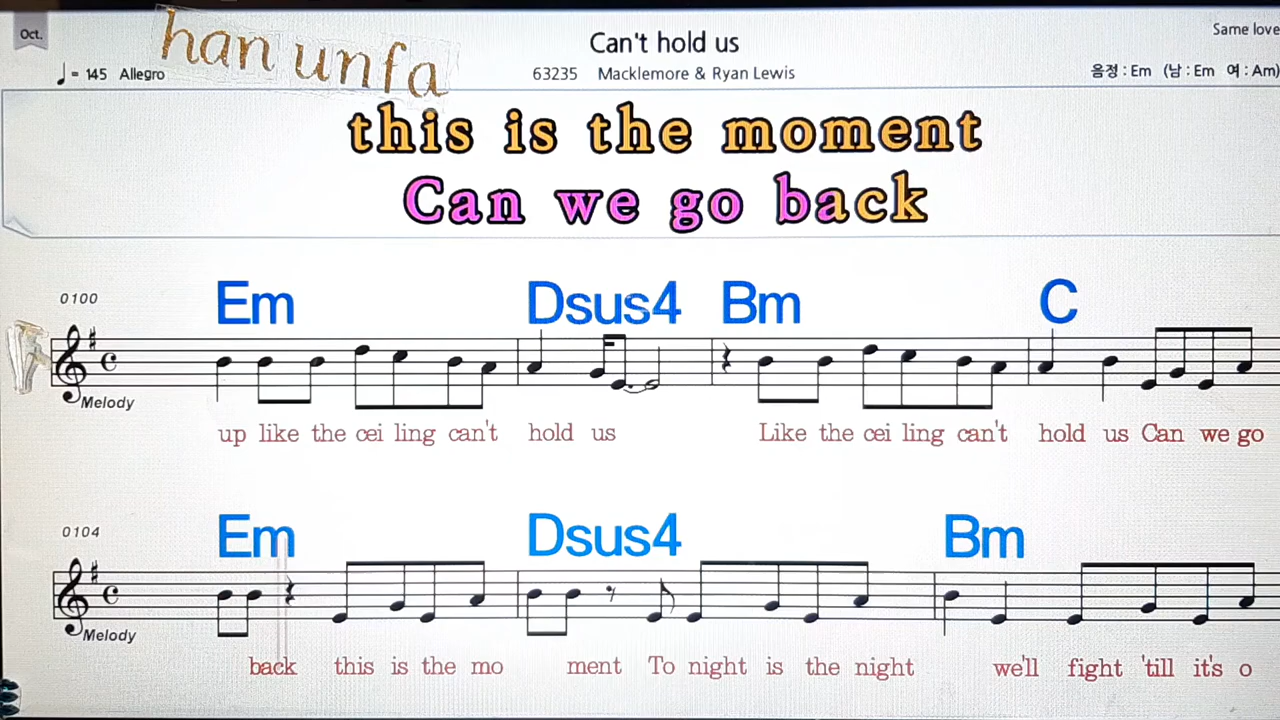 Oct.
han unfa
Can't hold us
Same love
♩ = 145 Allegro
63235 Macklemore & Ryan Lewis
음정 : Em (남 : Em 여 : Am)
this is the moment
Can we go back
0100
Em Dsus4 Bm C
Melody
up like the cei ling can't hold us Like the cei ling can't hold us Can we go
0104
Em Dsus4 Bm
Melody
back this is the mo ment To night is the night we'll fight 'till it's o